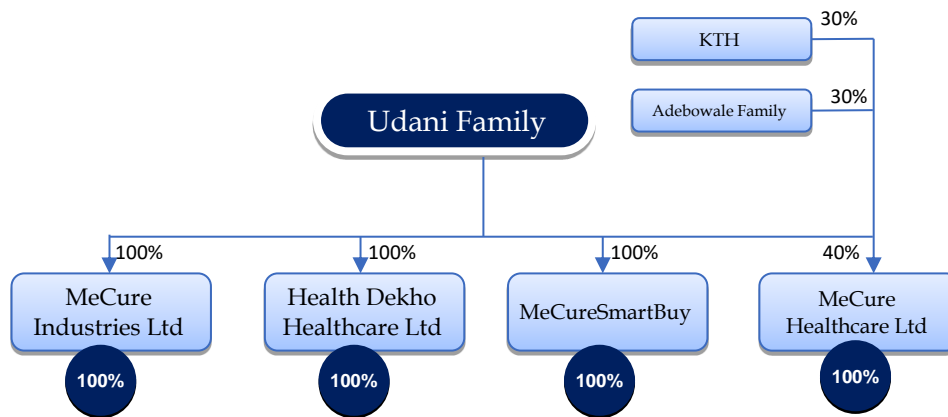 30%
KTH
30%
Adebowale Family
Udani Family
100%
100%
100%
40%
MeCure
Industries Ltd
Health Dekho
Healthcare Ltd
MeCureSmartBuy
MeCure
Healthcare Ltd
100%
100%
100%
100%